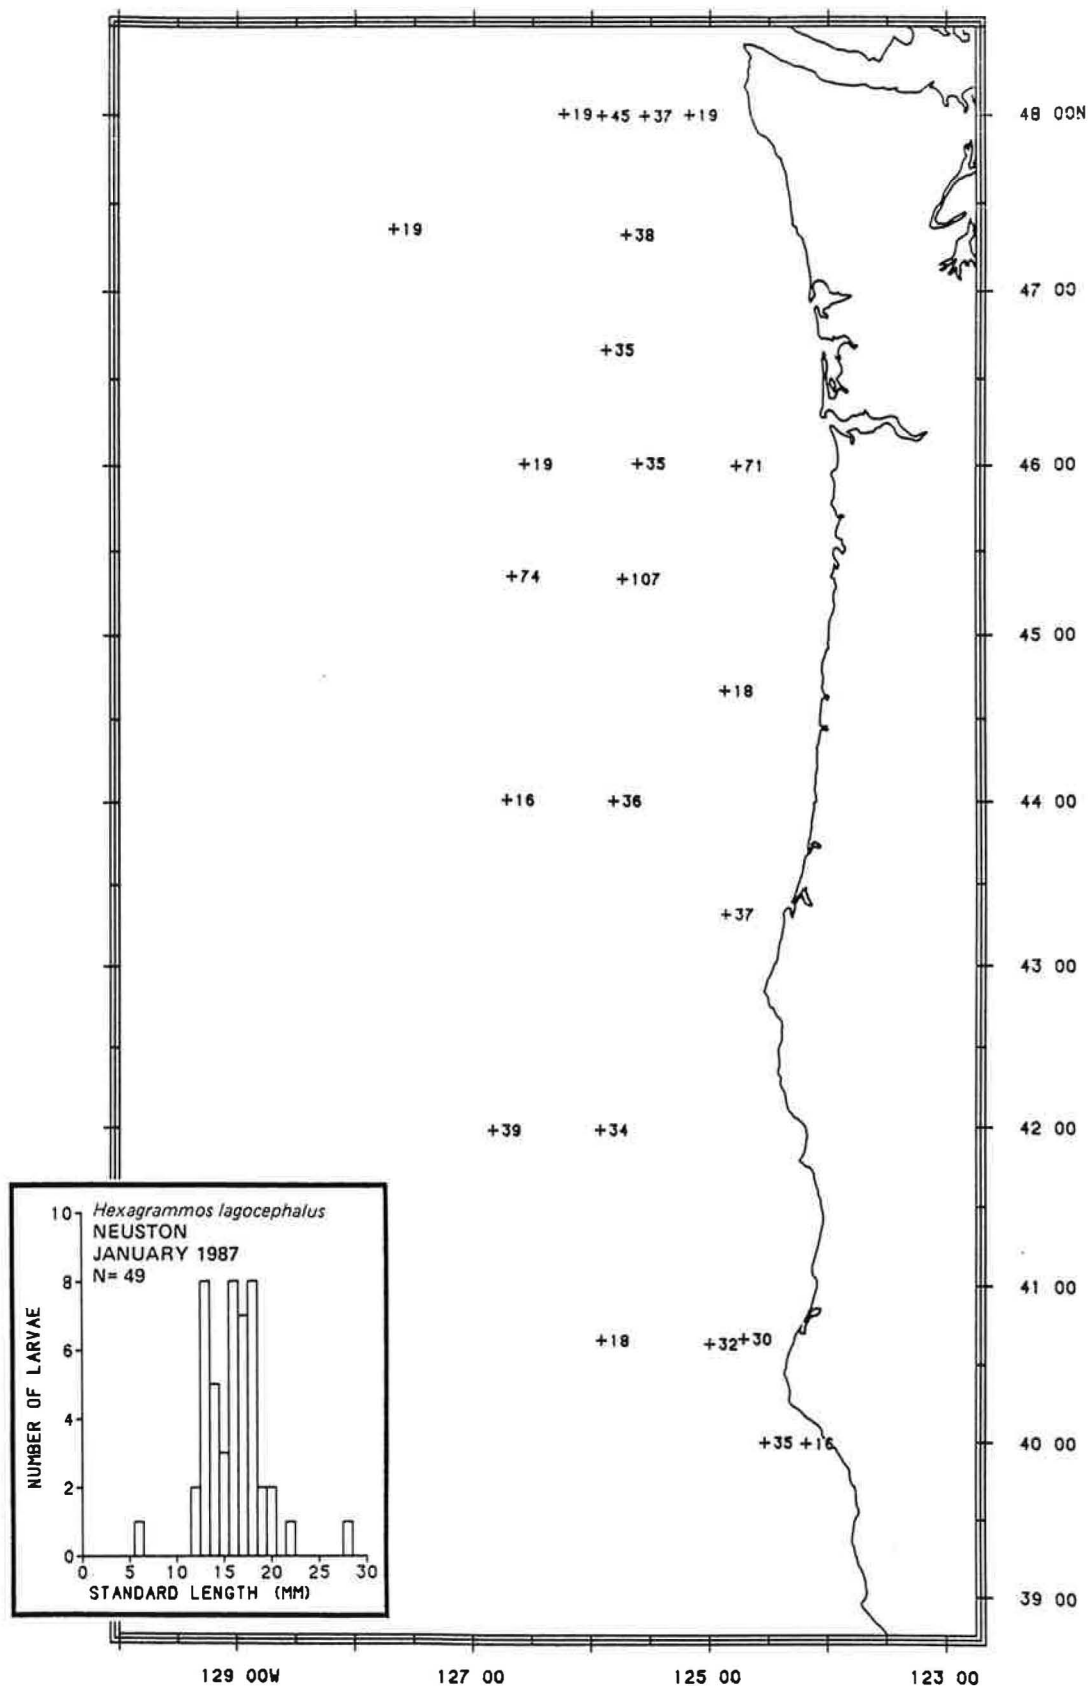 +19 +45 +37 +19 48 00N
+19 +38
47 00
+35
+19 +35 +71 46 00
+74 +107
45 00
+18
+16 +36 44 00
+37
43 00
+39 +34 42 00
Hexagrammos lagocephalus
NEUSTON
JANUARY 1987
N= 49
NUMBER OF LARVAE
10
8
6
4
2
0
0 5 10 15 20 25 30
STANDARD LENGTH (MM)
41 00
+18 +32 +30
+35 +16 40 00
39 00
129 00W 127 00 125 00 123 00